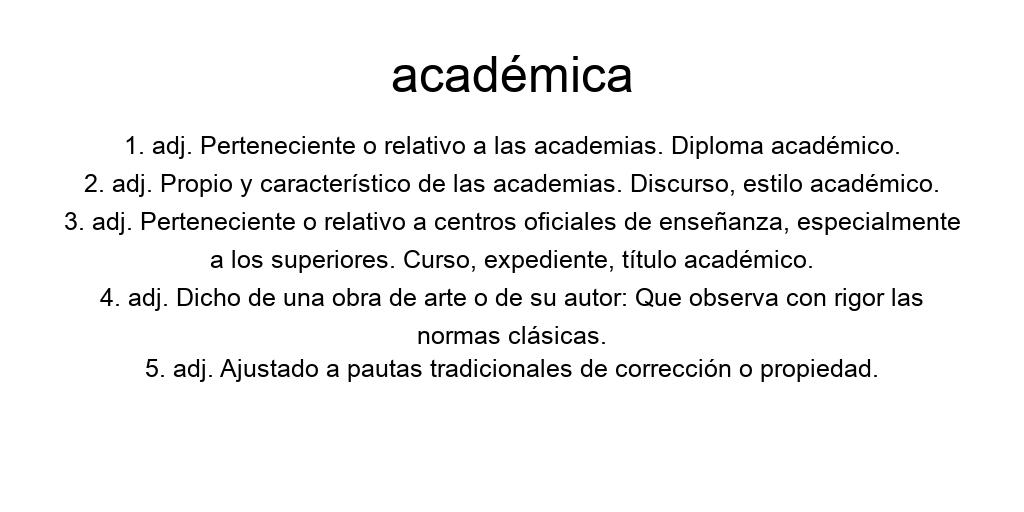 académica
1. adj. Perteneciente o relativo a las academias. Diploma académico.
2. adj. Propio y característico de las academias. Discurso, estilo académico.
3. adj. Perteneciente o relativo a centros oficiales de enseñanza, especialmente
a los superiores. Curso, expediente, título académico.
4. adj. Dicho de una obra de arte o de su autor: Que observa con rigor las
normas clásicas.
5. adj. Ajustado a pautas tradicionales de corrección o propiedad.